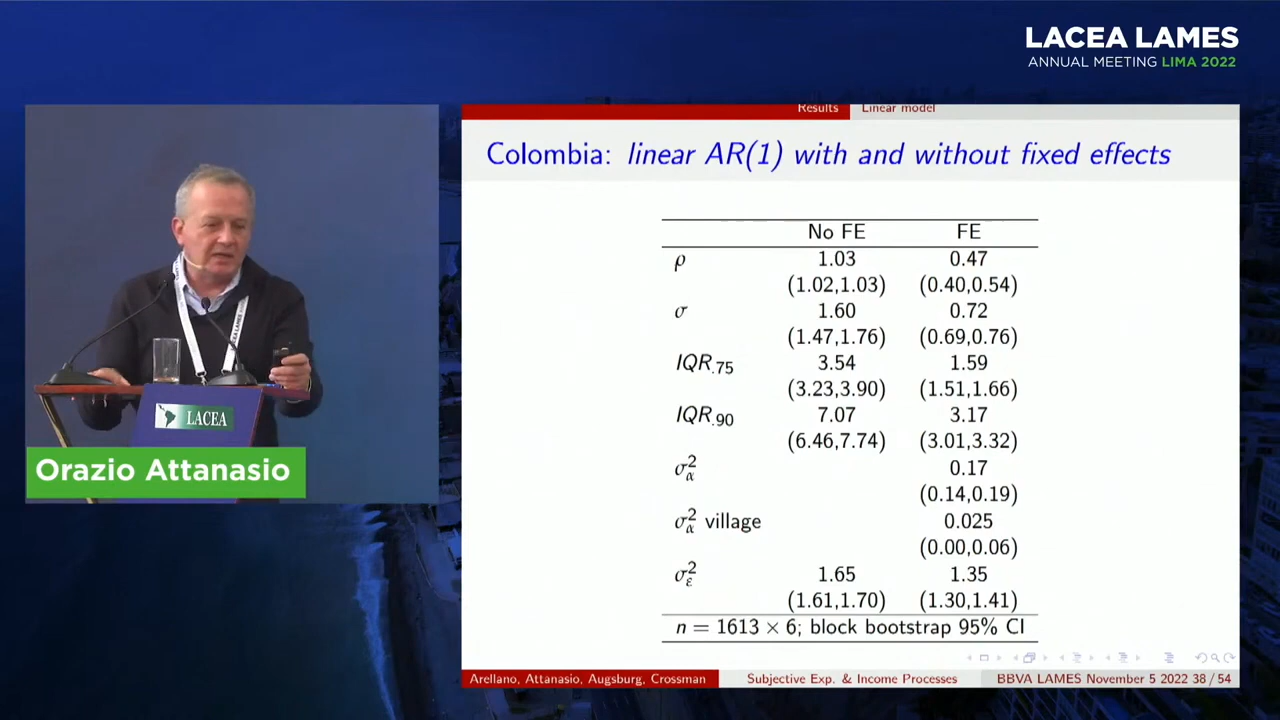 LACEA LAMES
ANNUAL MEETING LIMA 2022
Results Linear model
Colombia: linear AR(1) with and without fixed effects
No FE FE
ρ 1.03 0.47
(1.02,1.03) (0.40,0.54)
σ 1.60 0.72
(1.47,1.76) (0.69,0.76)
IQR.75 3.54 1.59
(3.23,3.90) (1.51,1.66)
IQR.90 7.07 3.17
(6.46,7.74) (3.01,3.32)
σ²α 0.17
(0.14,0.19)
σ²α village 0.025
(0.00,0.06)
σ²ε 1.65 1.35
(1.61,1.70) (1.30,1.41)
n = 1613 × 6; block bootstrap 95% CI
Arellano, Attanasio, Augsburg, Crossman Subjective Exp. & Income Processes BBVA LAMES November 5 2022 38 / 54
LACEA
Orazio Attanasio